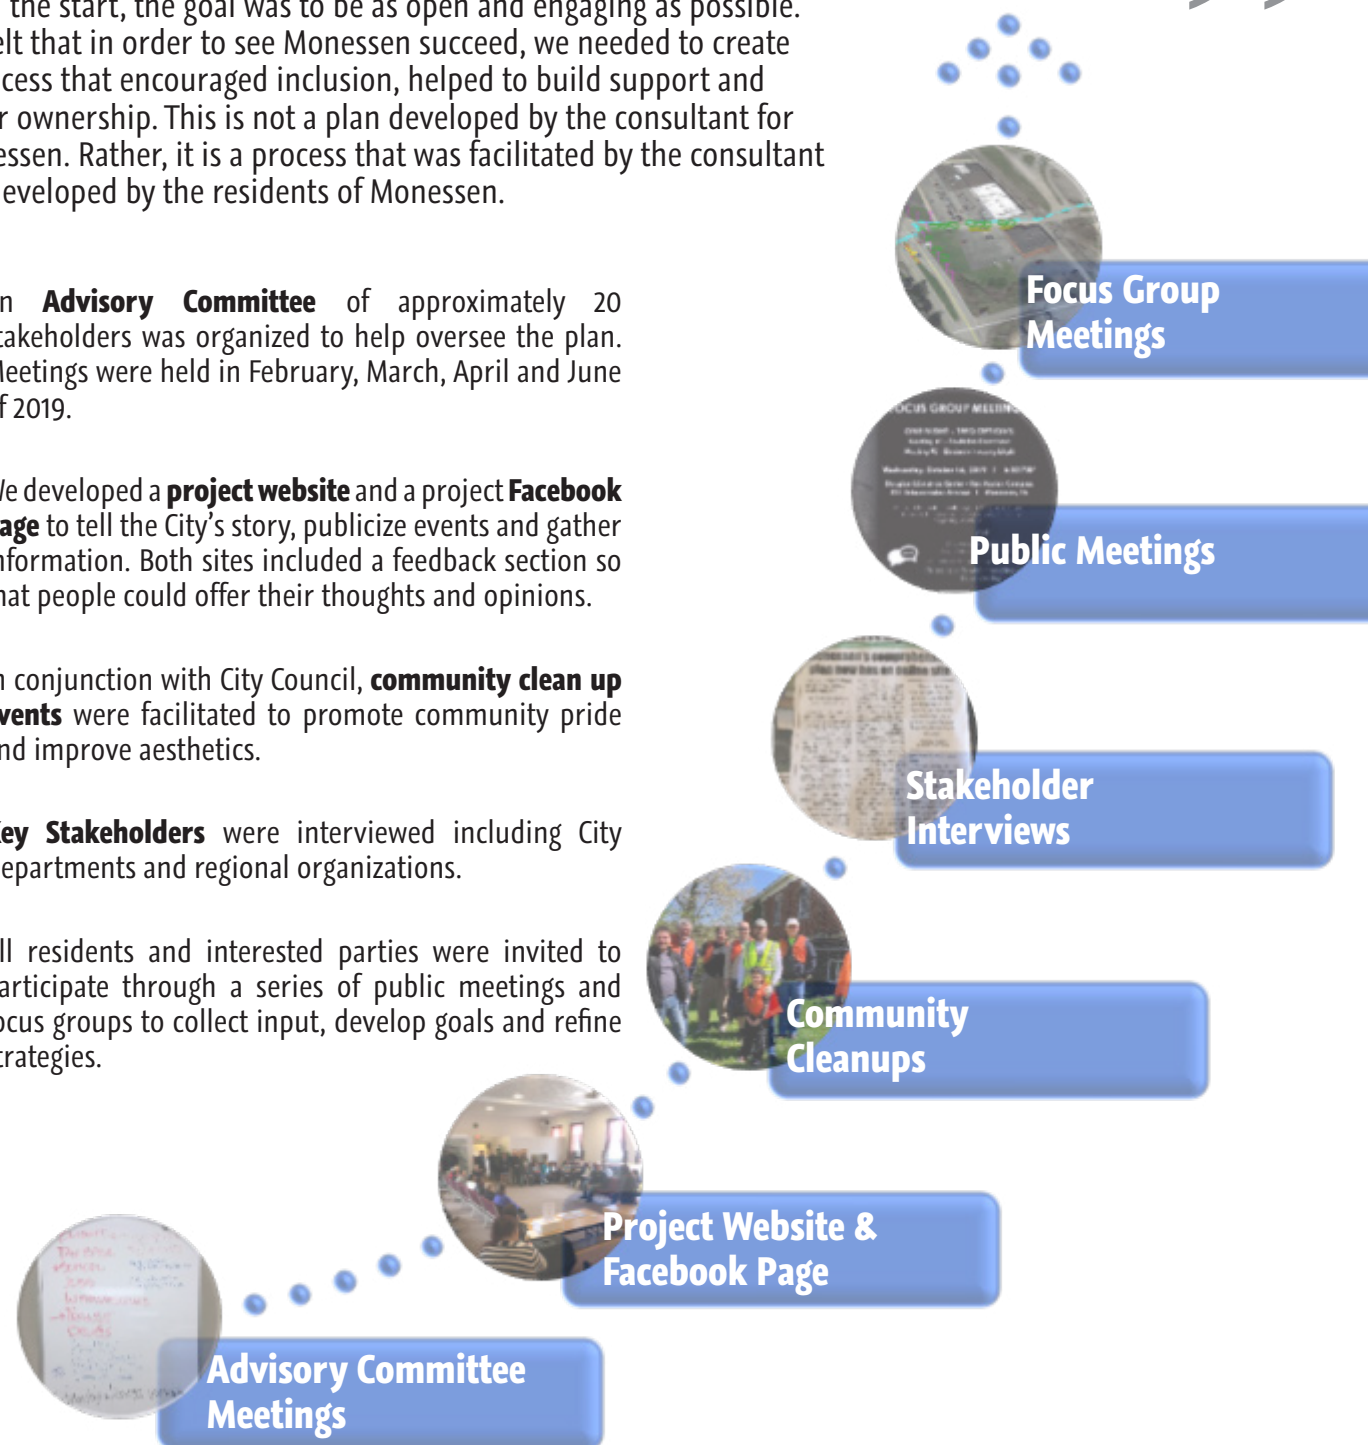 the start, the goal was to be as open and engaging as possible.
elt that in order to see Monessen succeed, we needed to create
cess that encouraged inclusion, helped to build support and
r ownership. This is not a plan developed by the consultant for
essen. Rather, it is a process that was facilitated by the consultant
eveloped by the residents of Monessen.
n Advisory Committee of approximately 20
takeholders was organized to help oversee the plan.
eetings were held in February, March, April and June
f 2019.
e developed a project website and a project Facebook
age to tell the City's story, publicize events and gather
nformation. Both sites included a feedback section so
hat people could offer their thoughts and opinions.
n conjunction with City Council, community clean up
vents were facilitated to promote community pride
nd improve aesthetics.
ey Stakeholders were interviewed including City
epartments and regional organizations.
ll residents and interested parties were invited to
articipate through a series of public meetings and
ocus groups to collect input, develop goals and refine
trategies.
Focus Group
Meetings
OCUS GROUP MEETIN
Public Meetings
Stakeholder
Interviews
Community
Cleanups
Project Website &
Facebook Page
Advisory Committee
Meetings